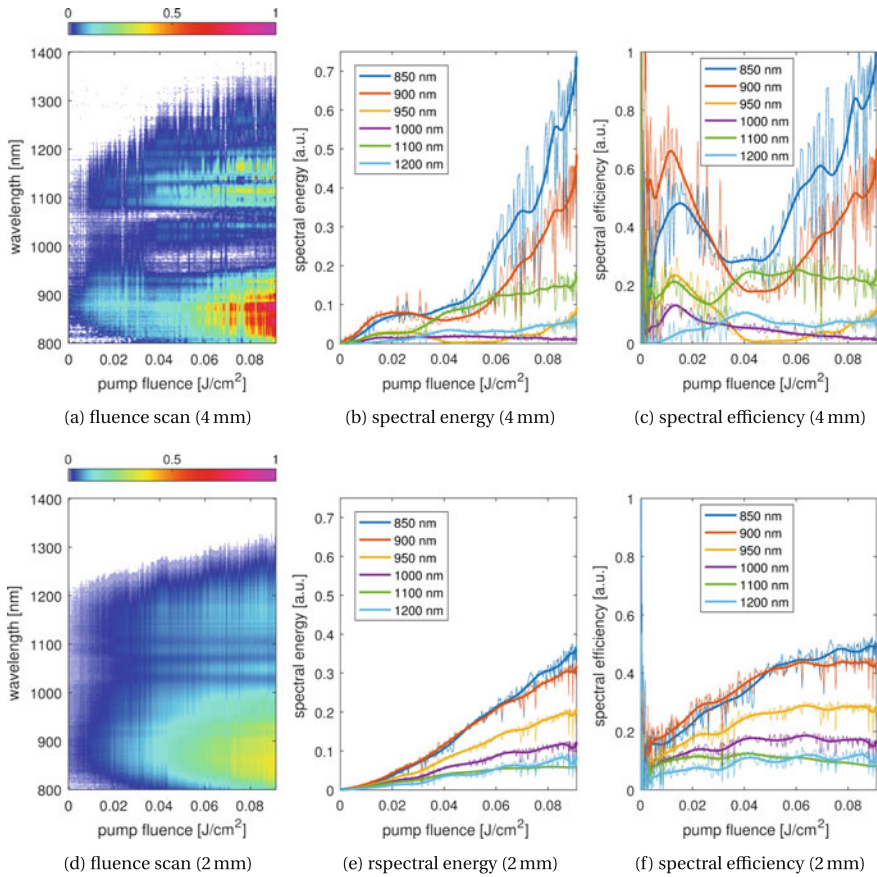 0 0.5 1
1400
1300
1200
1100
1000
900
800
wavelength [nm]
0 0.02 0.04 0.06 0.08
pump fluence [J/cm²]
(a) fluence scan (4 mm)
0.7
0.6
0.5
0.4
0.3
0.2
0.1
0
spectral energy [a.u.]
850 nm
900 nm
950 nm
1000 nm
1100 nm
1200 nm
0 0.02 0.04 0.06 0.08
pump fluence [J/cm²]
(b) spectral energy (4 mm)
1
0.8
0.6
0.4
0.2
0
spectral efficiency [a.u.]
850 nm
900 nm
950 nm
1000 nm
1100 nm
1200 nm
0 0.02 0.04 0.06 0.08
pump fluence [J/cm²]
(c) spectral efficiency (4 mm)
0 0.5 1
1400
1300
1200
1100
1000
900
800
wavelength [nm]
0 0.02 0.04 0.06 0.08
pump fluence [J/cm²]
(d) fluence scan (2 mm)
0.7
0.6
0.5
0.4
0.3
0.2
0.1
0
spectral energy [a.u.]
850 nm
900 nm
950 nm
1000 nm
1100 nm
1200 nm
0 0.02 0.04 0.06 0.08
pump fluence [J/cm²]
(e) rspectral energy (2 mm)
1
0.8
0.6
0.4
0.2
0
spectral efficiency [a.u.]
850 nm
900 nm
950 nm
1000 nm
1100 nm
1200 nm
0 0.02 0.04 0.06 0.08
pump fluence [J/cm²]
(f) spectral efficiency (2 mm)